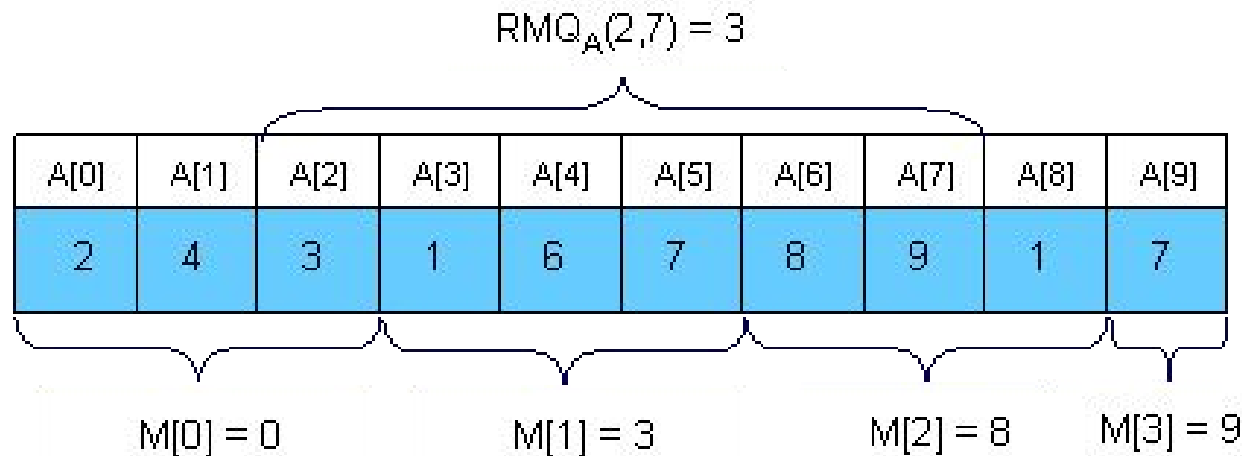 RMQA(2,7) = 3
A[0] A[1] A[2] A[3] A[4] A[5] A[6] A[7] A[8] A[9]
2 4 3 1 6 7 8 9 1 7
M[0] = 0 M[1] = 3 M[2] = 8 M[3] = 9